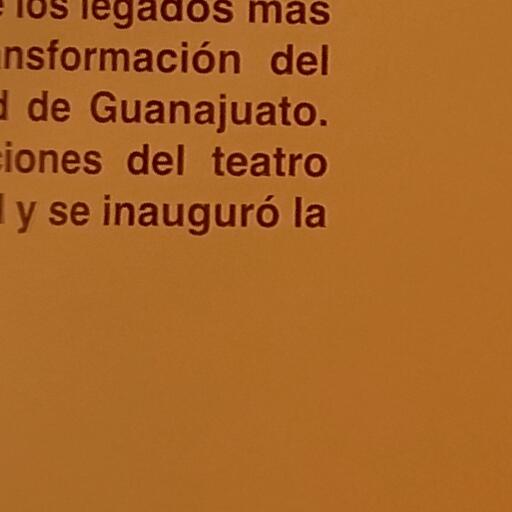 los legados más
nsformación del
de Guanajuato.
ciones del teatro
y se inauguró la